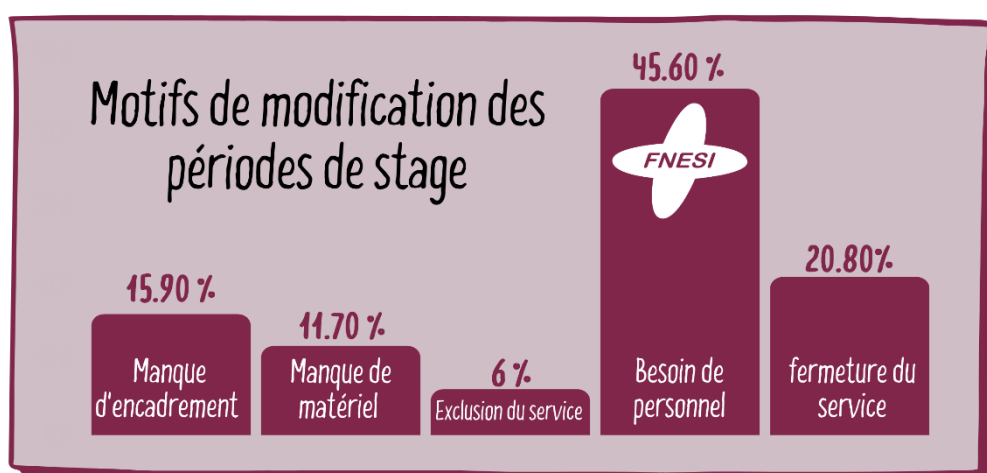 Motifs de modification des
périodes de stage
15.90 %
Manque
d'encadrement
11.70 %
Manque de
matériel
6 %
Exclusion du service
45.60 %
FNESI
Besoin de
personnel
20.80%
fermeture du
service